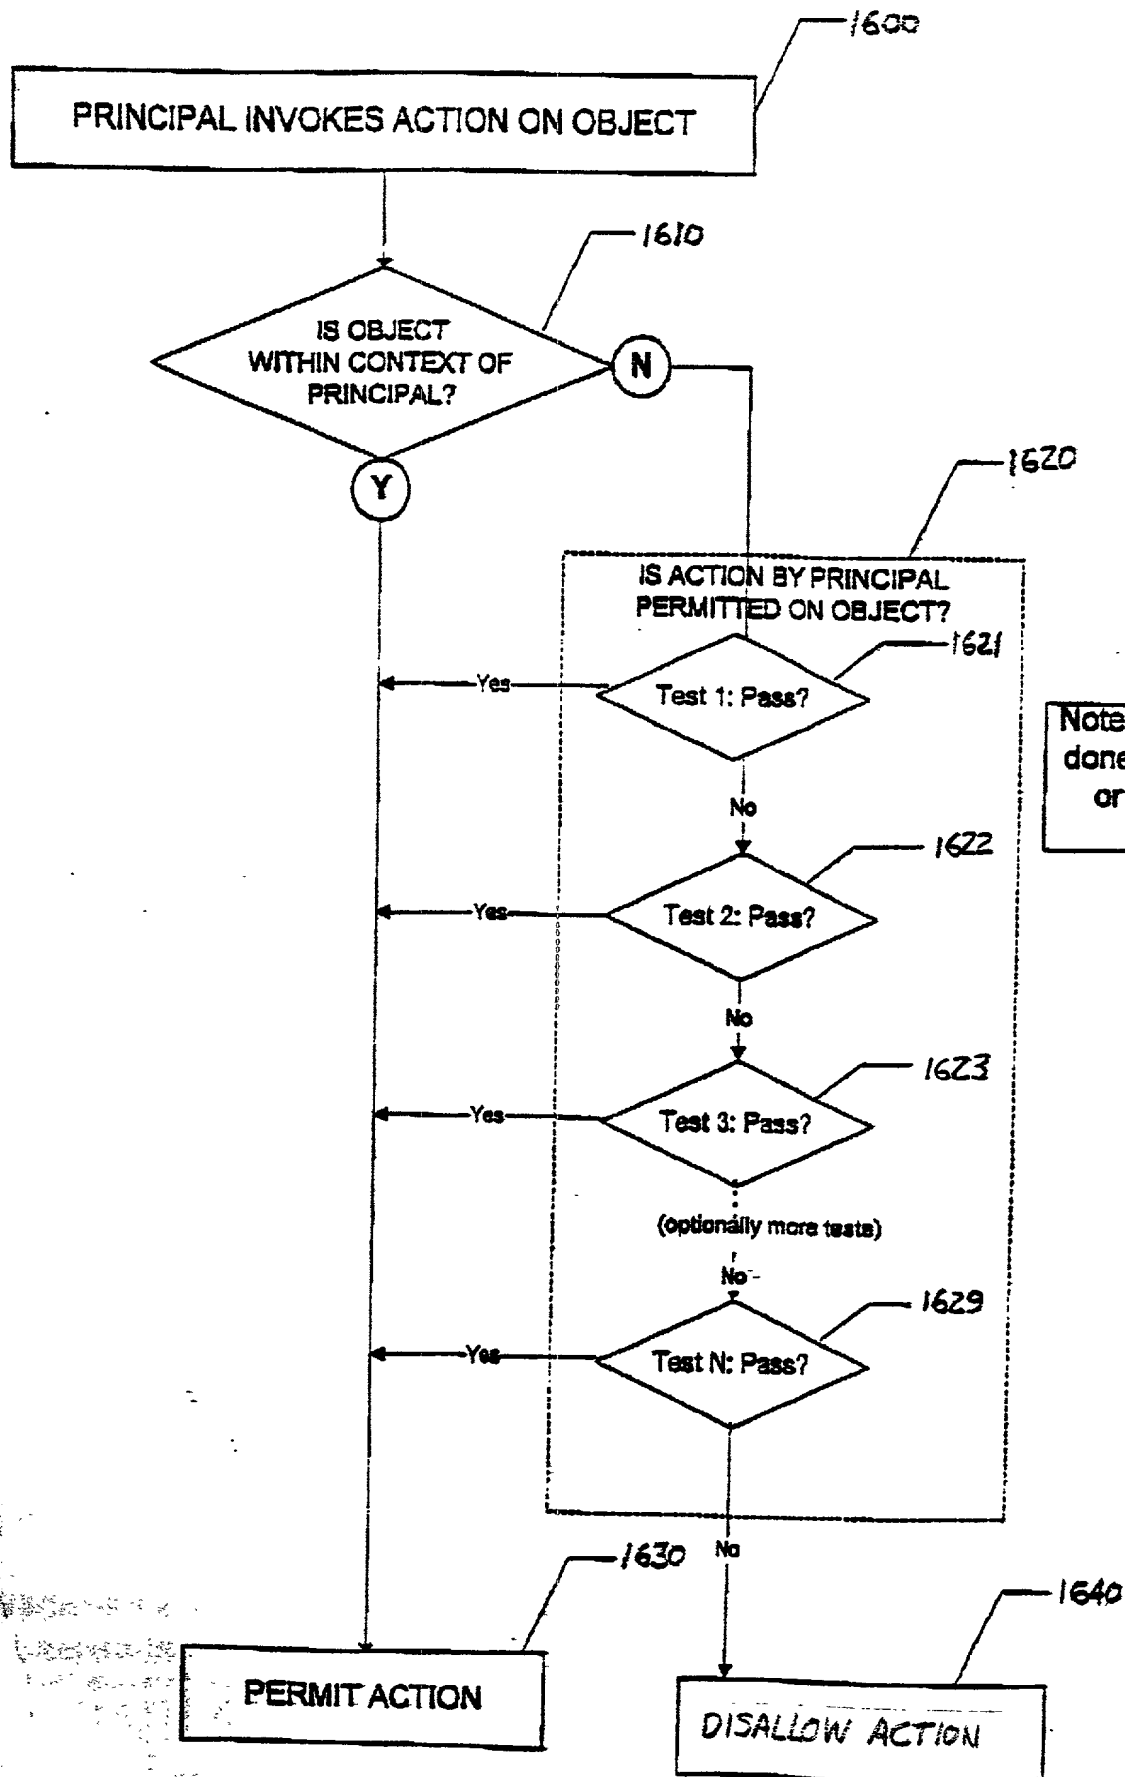 1600
PRINCIPAL INVOKES ACTION ON OBJECT
1610
IS OBJECT
WITHIN CONTEXT OF
PRINCIPAL?
N
Y
1620
IS ACTION BY PRINCIPAL
PERMITTED ON OBJECT?
1621
Yes
Test 1: Pass?
Note
done
or
No
1622
Yes
Test 2: Pass?
No
1623
Yes
Test 3: Pass?
(optionally more tests)
No
1629
Yes
Test N: Pass?
No
1630
1640
PERMIT ACTION
DISALLOW ACTION